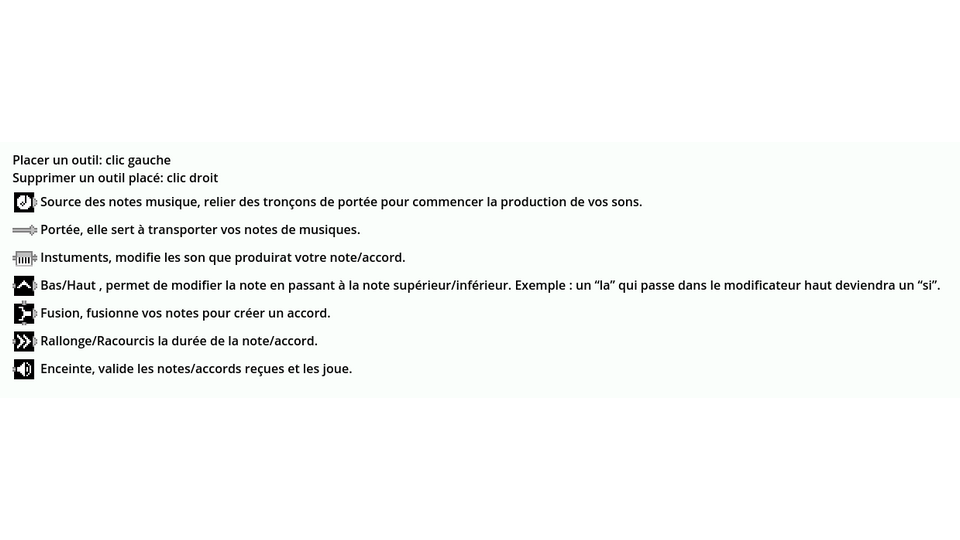 Placer un outil: clic gauche
Supprimer un outil placé: clic droit
Source des notes musique, relier des tronçons de portée pour commencer la production de vos sons.
Portée, elle sert à transporter vos notes de musiques.
Instuments, modifie les son que produirat votre note/accord.
Bas/Haut , permet de modifier la note en passant à la note supérieur/inférieur. Exemple : un “la” qui passe dans le modificateur haut deviendra un “si”.
Fusion, fusionne vos notes pour créer un accord.
Rallonge/Racourcis la durée de la note/accord.
Enceinte, valide les notes/accords reçues et les joue.